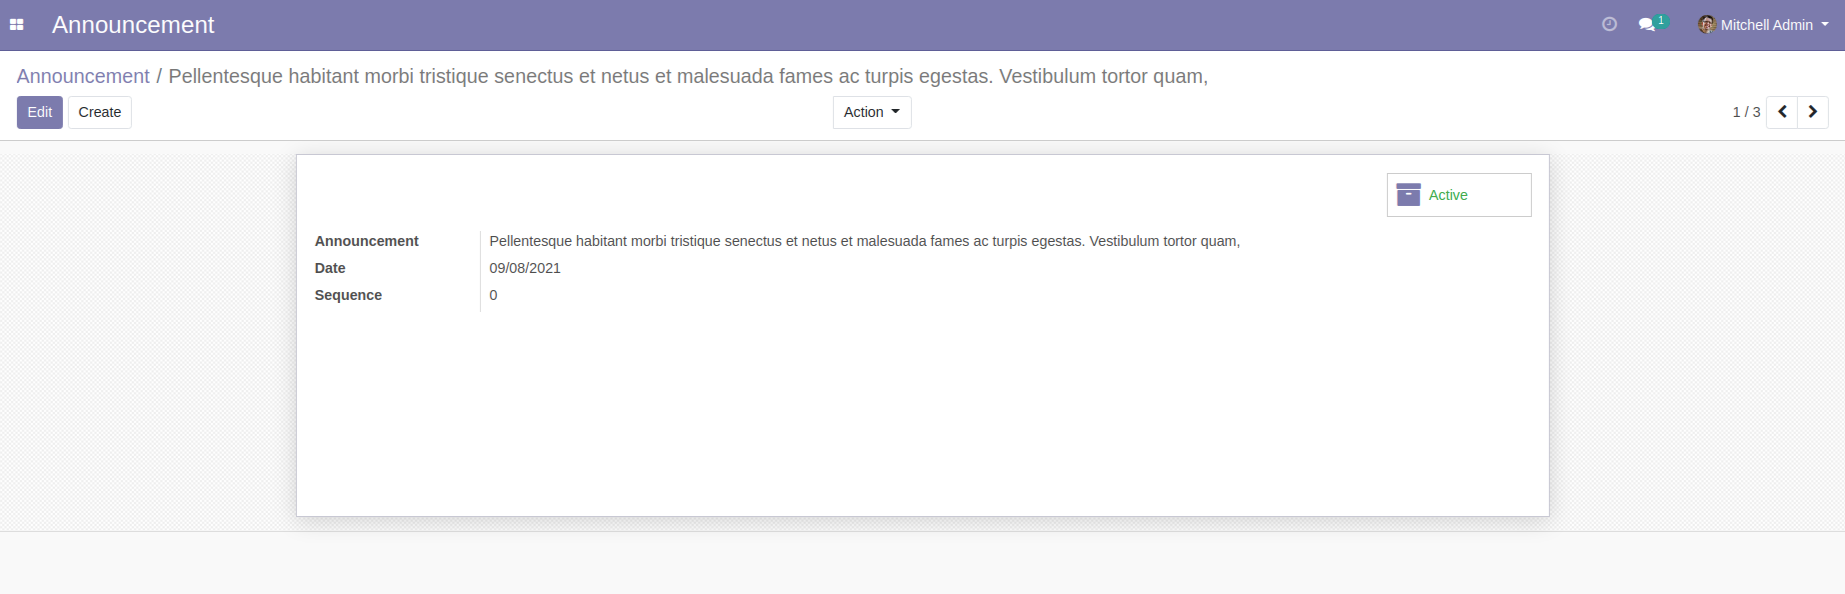 Announcement
1
Mitchell Admin
Announcement / Pellentesque habitant morbi tristique senectus et netus et malesuada fames ac turpis egestas. Vestibulum tortor quam,
Edit Create Action 1 / 3
Active
Announcement Pellentesque habitant morbi tristique senectus et netus et malesuada fames ac turpis egestas. Vestibulum tortor quam,
Date 09/08/2021
Sequence 0